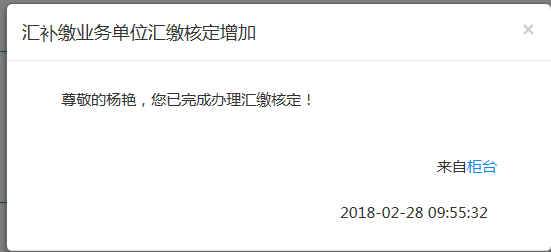 汇补缴业务单位汇缴核定增加
×
尊敬的杨艳，您已完成办理汇缴核定！
来自柜台
2018-02-28 09:55:32